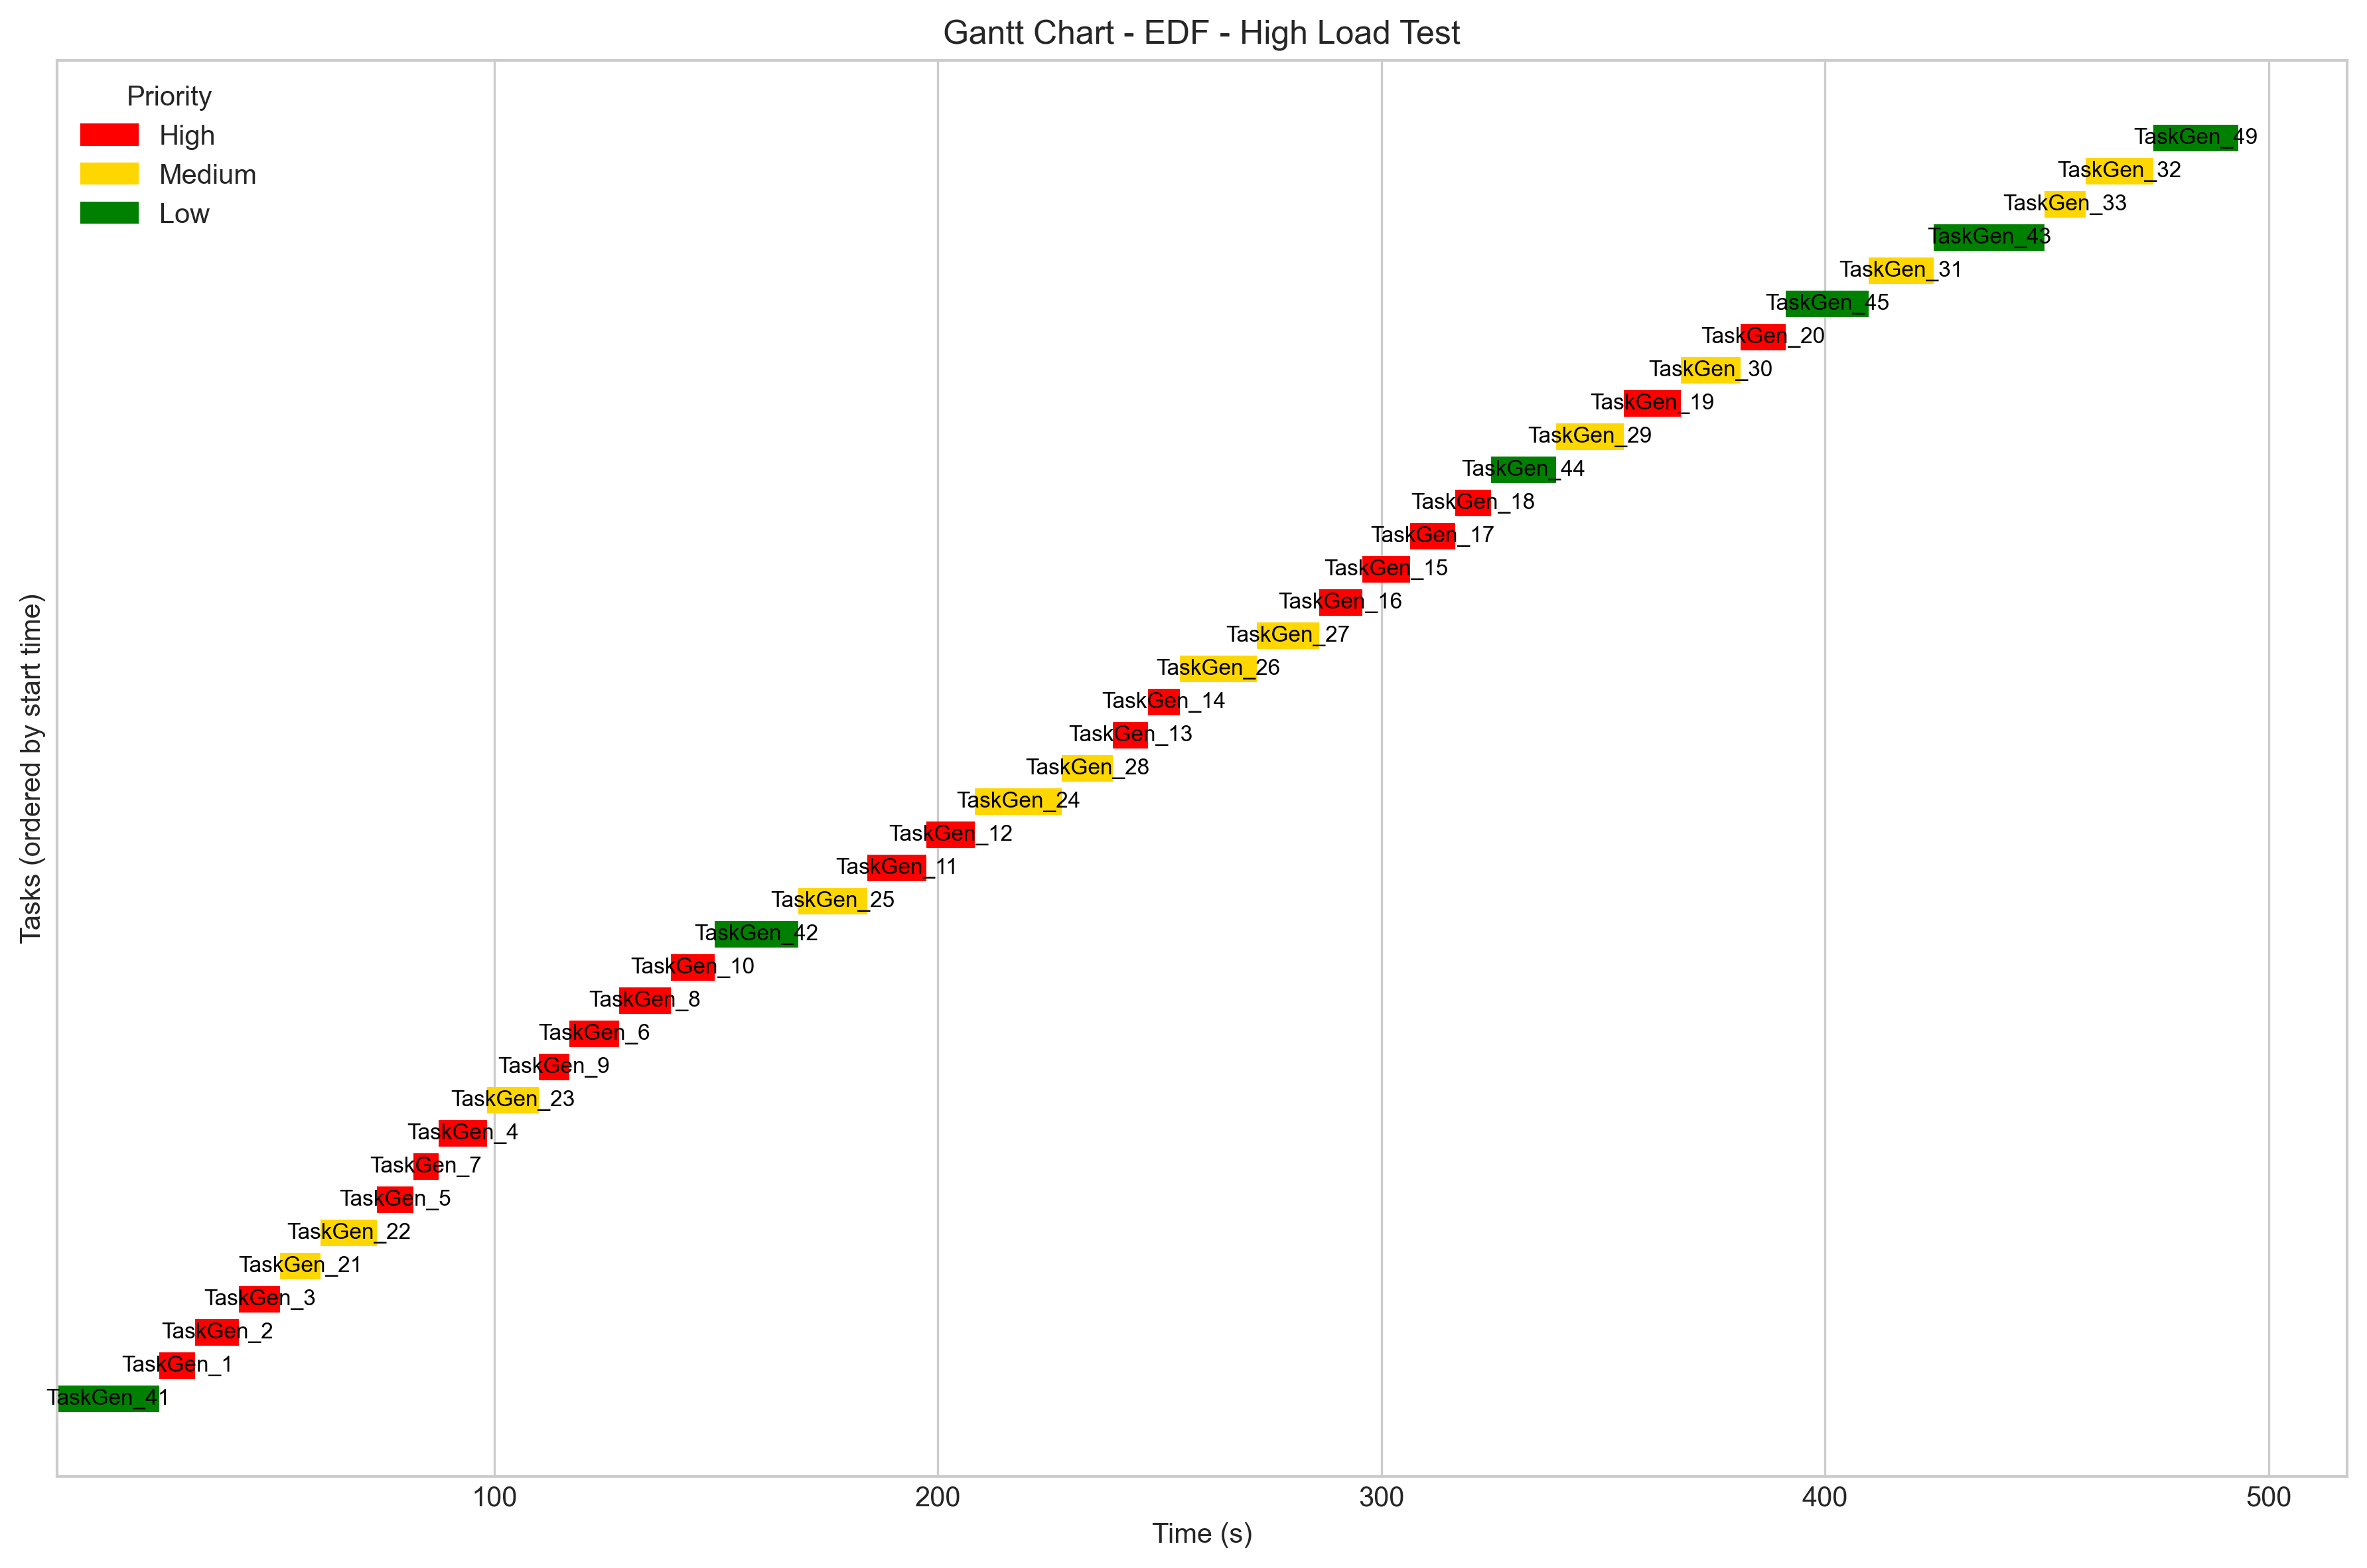 Gantt Chart - EDF - High Load Test
Priority
High
Medium
Low
TaskGen_49
TaskGen_32
TaskGen_33
TaskGen_43
TaskGen_31
TaskGen_45
TaskGen_20
TaskGen_30
TaskGen_19
TaskGen_29
TaskGen_44
TaskGen_18
TaskGen_17
TaskGen_15
TaskGen_16
TaskGen_27
TaskGen_26
TaskGen_14
TaskGen_13
TaskGen_28
TaskGen_24
TaskGen_12
TaskGen_11
TaskGen_25
TaskGen_42
TaskGen_10
TaskGen_8
TaskGen_6
TaskGen_9
TaskGen_23
TaskGen_4
TaskGen_7
TaskGen_5
TaskGen_22
TaskGen_21
TaskGen_3
TaskGen_2
TaskGen_1
TaskGen_41
Tasks (ordered by start time)
100 200 300 400 500
Time (s)